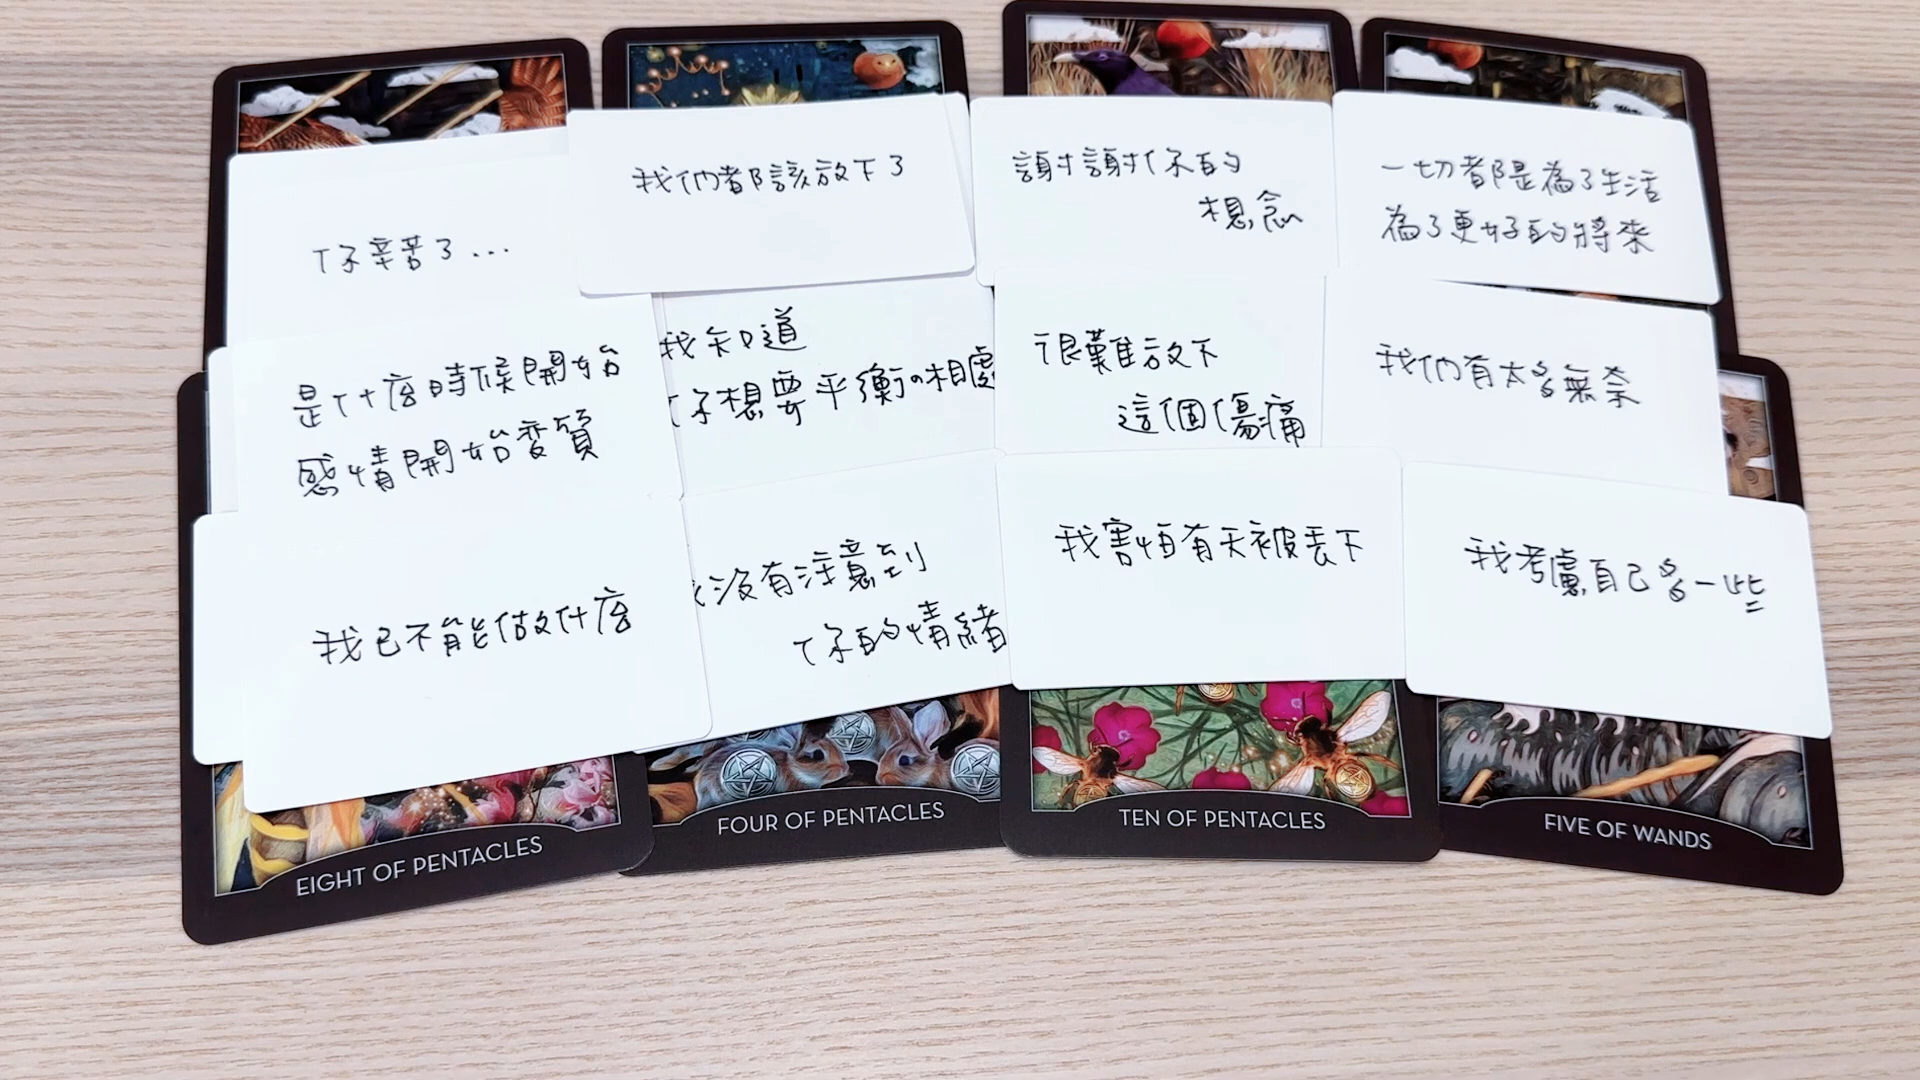 你辛苦了...
我們都該放下了
謝謝你的
想念
一切都是為了生活
為了更好的將來
是什麼時候開始
感情開始變質
我知道
你想要平衡的相處
很難放下
這個傷痛
我們有太多無奈
我已不能做什麼
我沒有注意到
你的情緒
我害怕有天被丟下
我考慮自己多一些
EIGHT OF PENTACLES
FOUR OF PENTACLES
TEN OF PENTACLES
FIVE OF WANDS